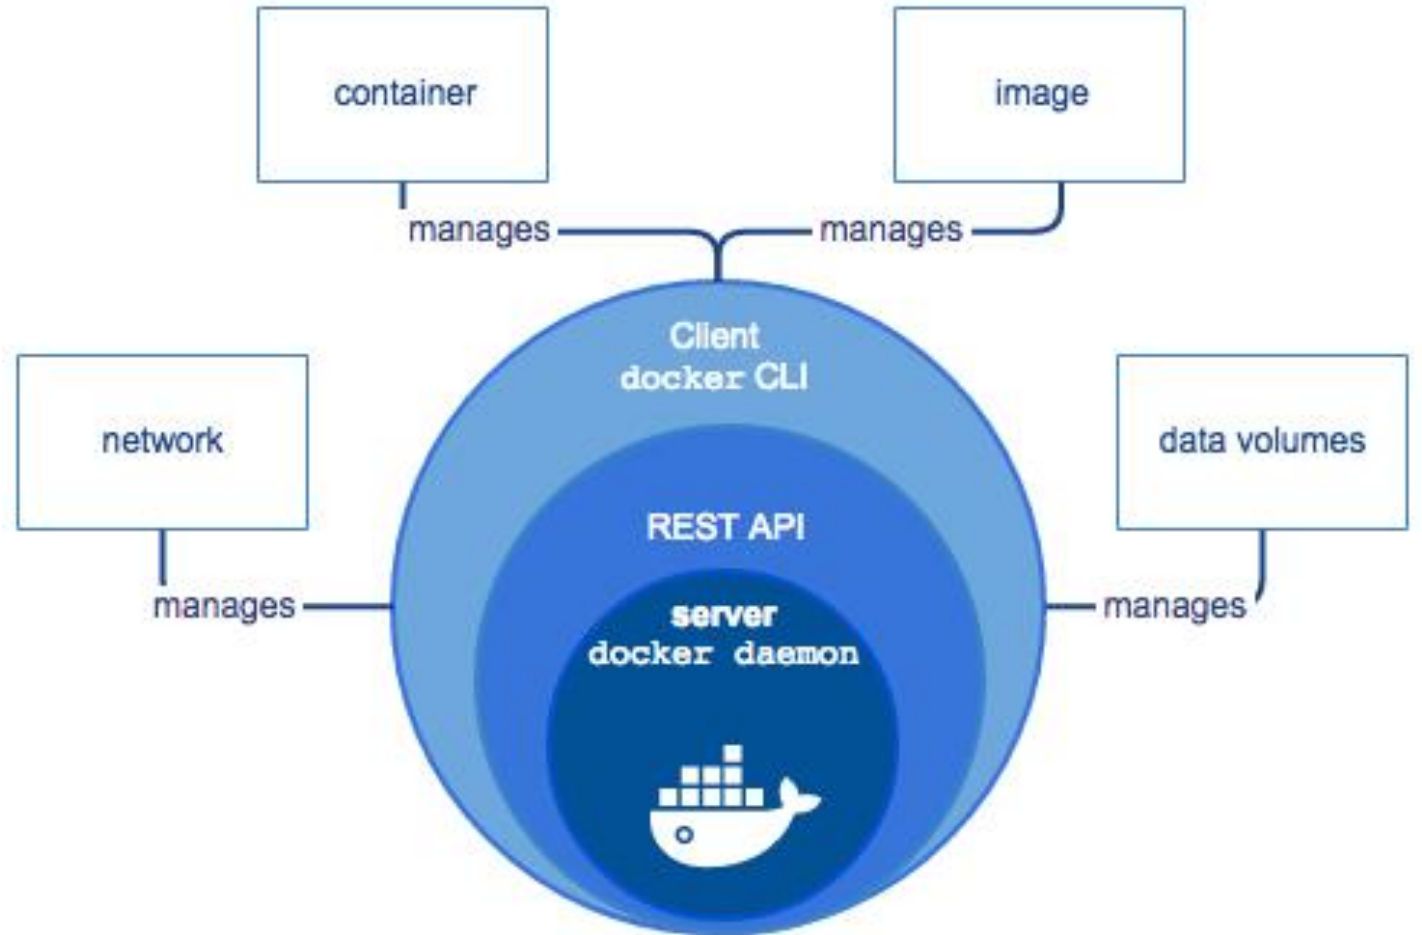 container
image
manages
manages
Client
docker CLI
network
data volumes
REST API
manages
server
manages
docker daemon